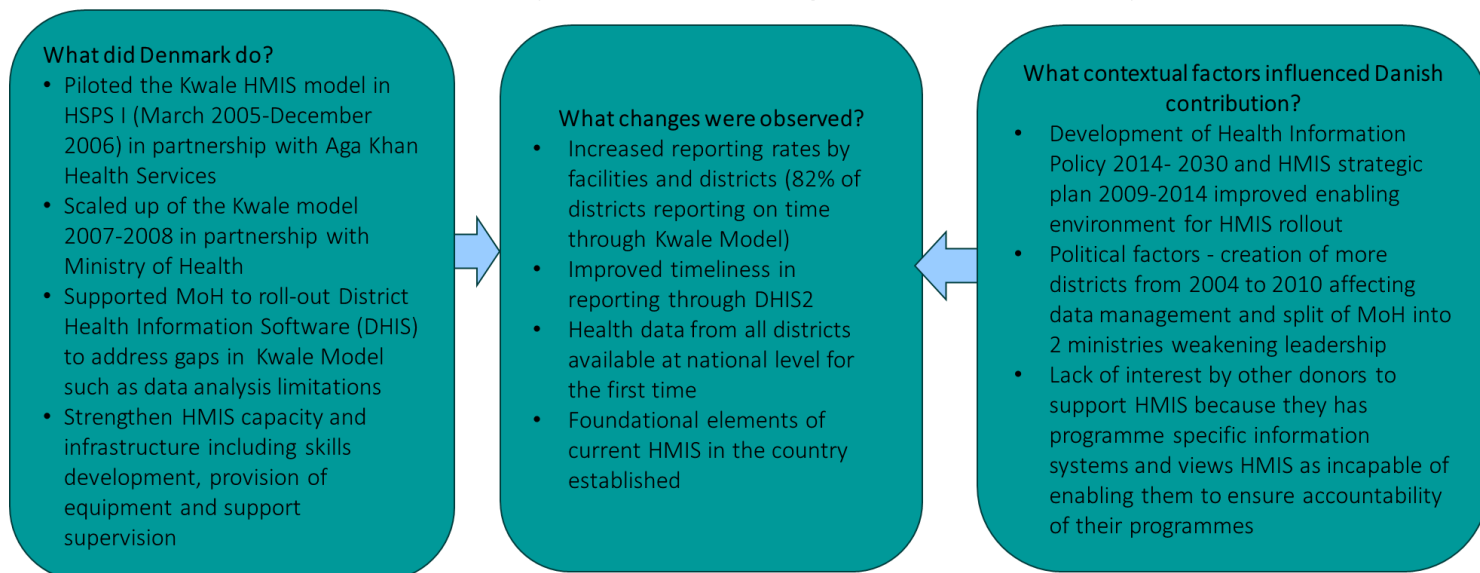 What did Denmark do?
• Piloted the Kwale HMIS model in
HSPS I (March 2005-December
2006) in partnership with Aga Khan
Health Services
• Scaled up of the Kwale model
2007-2008 in partnership with
Ministry of Health
• Supported MoH to roll-out District
Health Information Software (DHIS)
to address gaps in Kwale Model
such as data analysis limitations
• Strengthen HMIS capacity and
infrastructure including skills
development, provision of
equipment and support
supervision
What changes were observed?
• Increased reporting rates by
facilities and districts (82% of
districts reporting on time
through Kwale Model)
• Improved timeliness in
reporting through DHIS2
• Health data from all districts
available at national level for
the first time
• Foundational elements of
current HMIS in the country
established
What contextual factors influenced Danish
contribution?
• Development of Health Information
Policy 2014- 2030 and HMIS strategic
plan 2009-2014 improved enabling
environment for HMIS rollout
• Political factors - creation of more
districts from 2004 to 2010 affecting
data management and split of MoH into
2 ministries weakening leadership
• Lack of interest by other donors to
support HMIS because they has
programme specific information
systems and views HMIS as incapable of
enabling them to ensure accountability
of their programmes